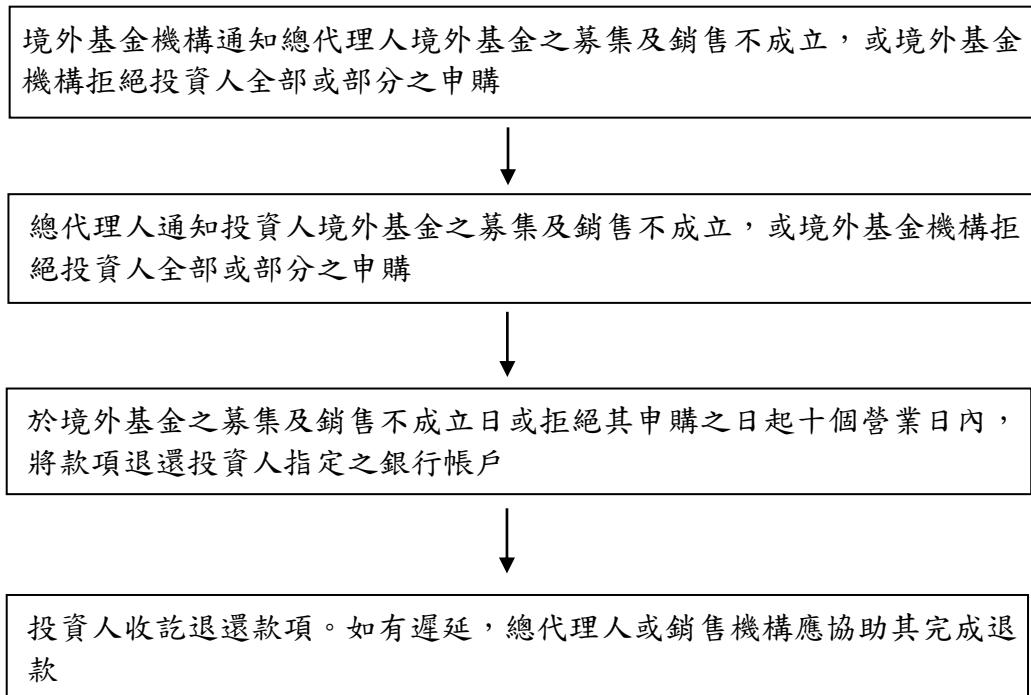 境外基金機構通知總代理人境外基金之募集及銷售不成立，或境外基金
機構拒絕投資人全部或部分之申購
總代理人通知投資人境外基金之募集及銷售不成立，或境外基金機構拒
絕投資人全部或部分之申購
於境外基金之募集及銷售不成立日或拒絕其申購之日起十個營業日內，
將款項退還投資人指定之銀行帳戶
投資人收訖退還款項。如有遲延，總代理人或銷售機構應協助其完成退
款